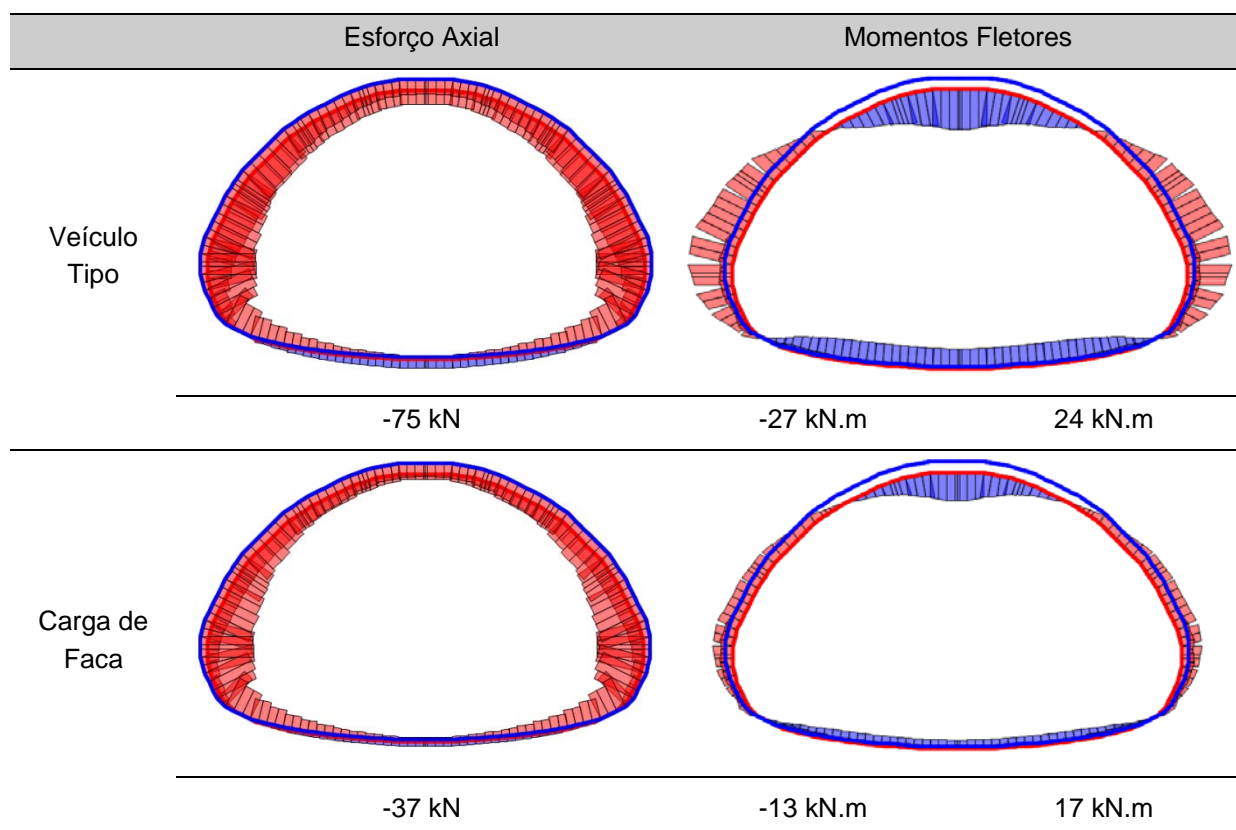 Esforço Axial Momentos Fletores
Veículo
Tipo
-75 kN -27 kN.m 24 kN.m
Carga de
Faca
-37 kN -13 kN.m 17 kN.m